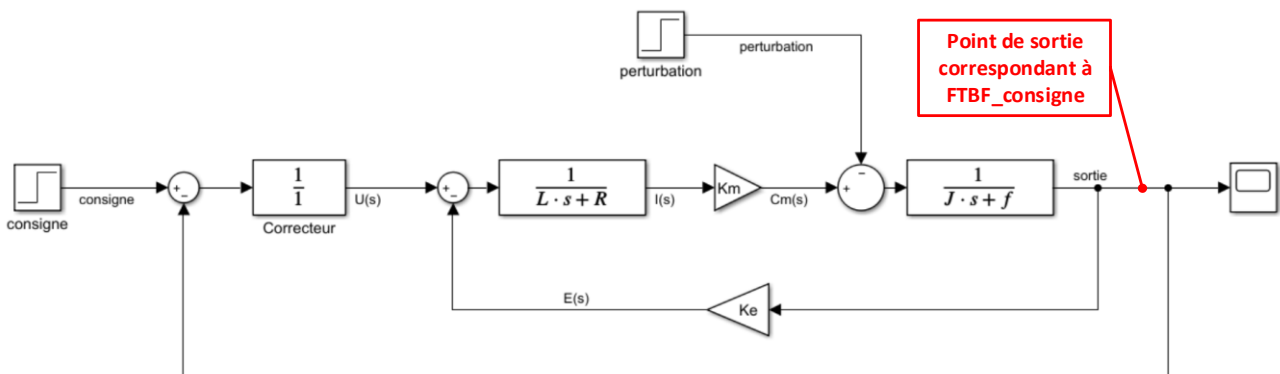 perturbation
perturbation
Point de sortie
correspondant à
FTBF_consigne
consigne
consigne
+
−
1
1
Correcteur
U(s)
+
−
1
L · s + R
I(s)
Km
Cm(s)
+
−
1
J · s + f
sortie
E(s)
Ke